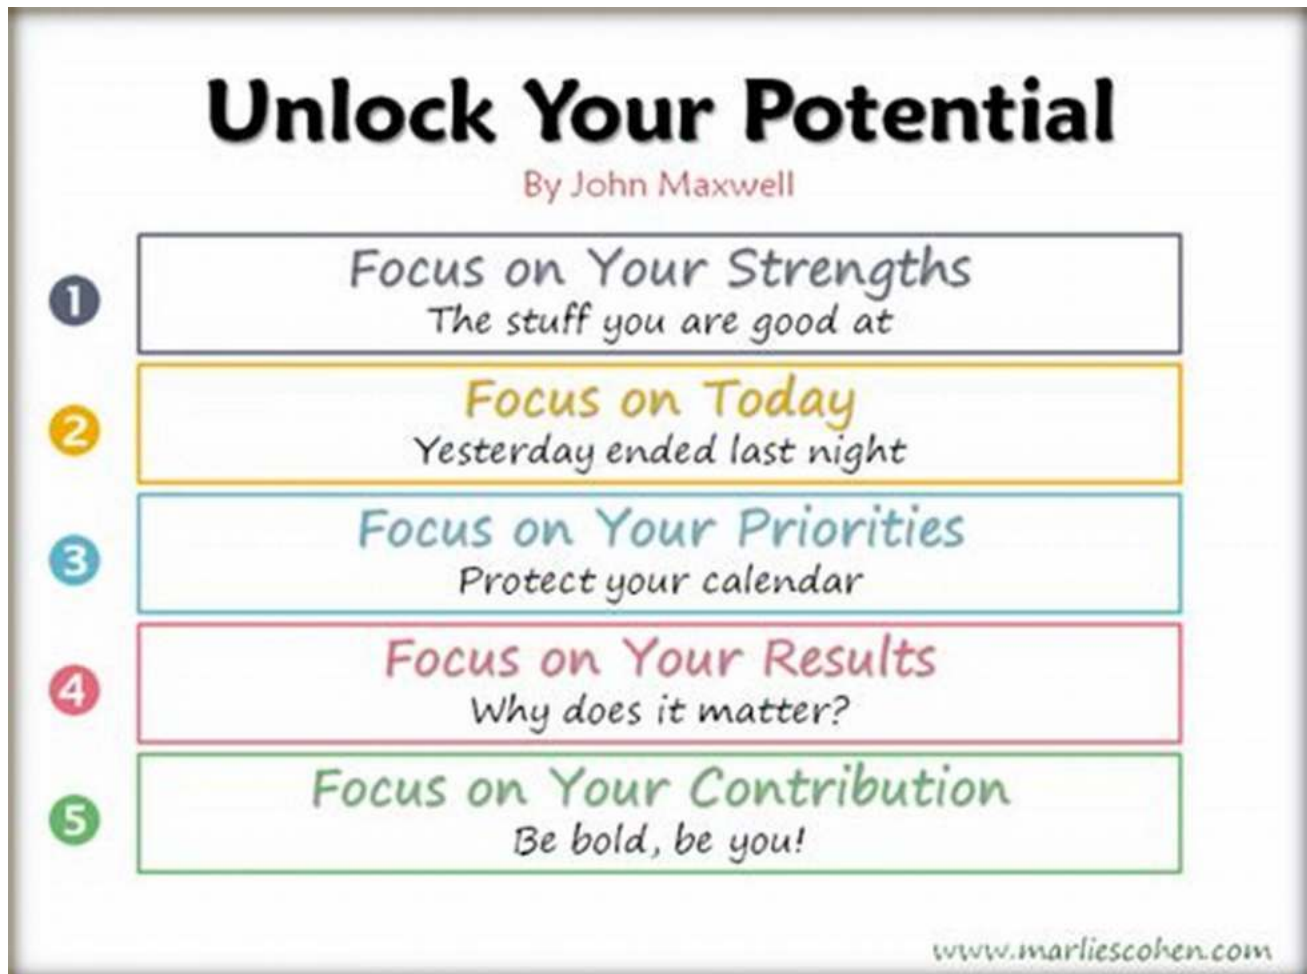 Unlock Your Potential
By John Maxwell
1
Focus on Your Strengths
The stuff you are good at
2
Focus on Today
Yesterday ended last night
3
Focus on Your Priorities
Protect your calendar
4
Focus on Your Results
Why does it matter?
5
Focus on Your Contribution
Be bold, be you!
www.marliescohen.com